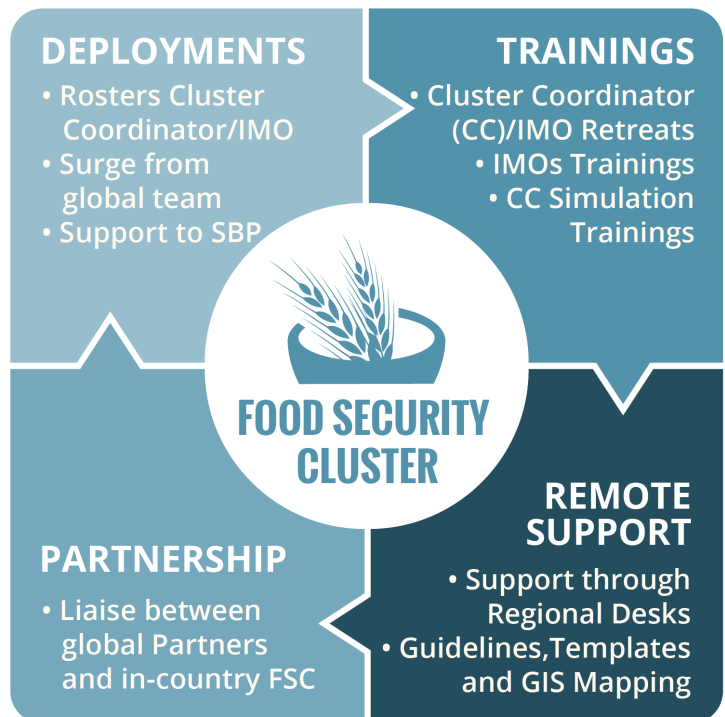 DEPLOYMENTS
• Rosters Cluster
Coordinator/IMO
• Surge from
global team
• Support to SBP
TRAININGS
• Cluster Coordinator
(CC)/IMO Retreats
• IMOs Trainings
• CC Simulation
Trainings
FOOD SECURITY
CLUSTER
PARTNERSHIP
• Liaise between
global Partners
and in-country FSC
REMOTE
SUPPORT
• Support through
Regional Desks
• Guidelines,Templates
and GIS Mapping